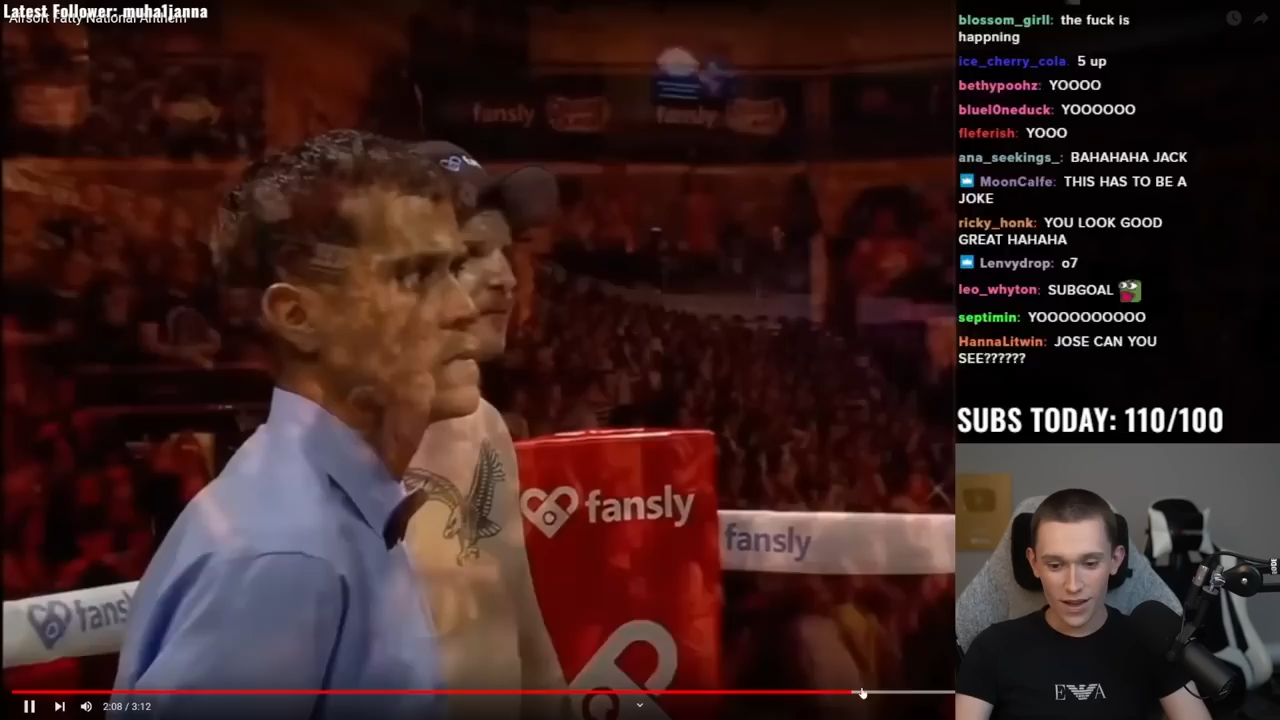 Latest Follower: muha1janna
Airsoft Fatty National Anthem
fansly
fansly
fansly
fansly
fansly
2:08 / 3:12
blossom_girll: the fuck is
happning
ice_cherry_cola: 5 up
bethypoohz: YOOOO
bluel0neduck: YOOOOOO
fleferish: YOOO
ana_seekings_: BAHAHAHA JACK
MoonCalfe: THIS HAS TO BE A
JOKE
ricky_honk: YOU LOOK GOOD
GREAT HAHAHA
Lenvydrop: o7
leo_whyton: SUBGOAL
septimin: YOOOOOOOOOO
HannaLitwin: JOSE CAN YOU
SEE??????
SUBS TODAY: 110/100
RODE
E A